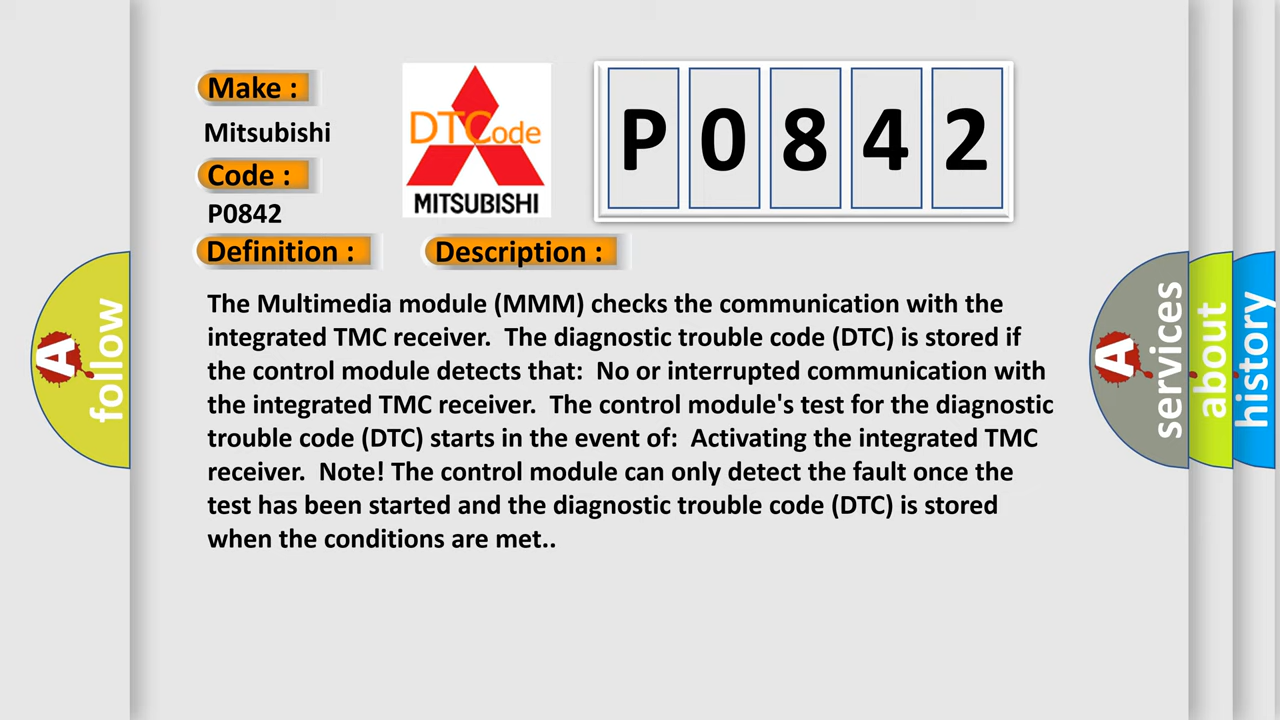 Make :
Mitsubishi
Code :
P0842
Definition :
Description :
DTCode
MITSUBISHI
P0842
The Multimedia module (MMM) checks the communication with the
integrated TMC receiver. The diagnostic trouble code (DTC) is stored if
the control module detects that: No or interrupted communication with
the integrated TMC receiver. The control module's test for the diagnostic
trouble code (DTC) starts in the event of: Activating the integrated TMC
receiver. Note! The control module can only detect the fault once the
test has been started and the diagnostic trouble code (DTC) is stored
when the conditions are met..
A
follow
A
services
about
history